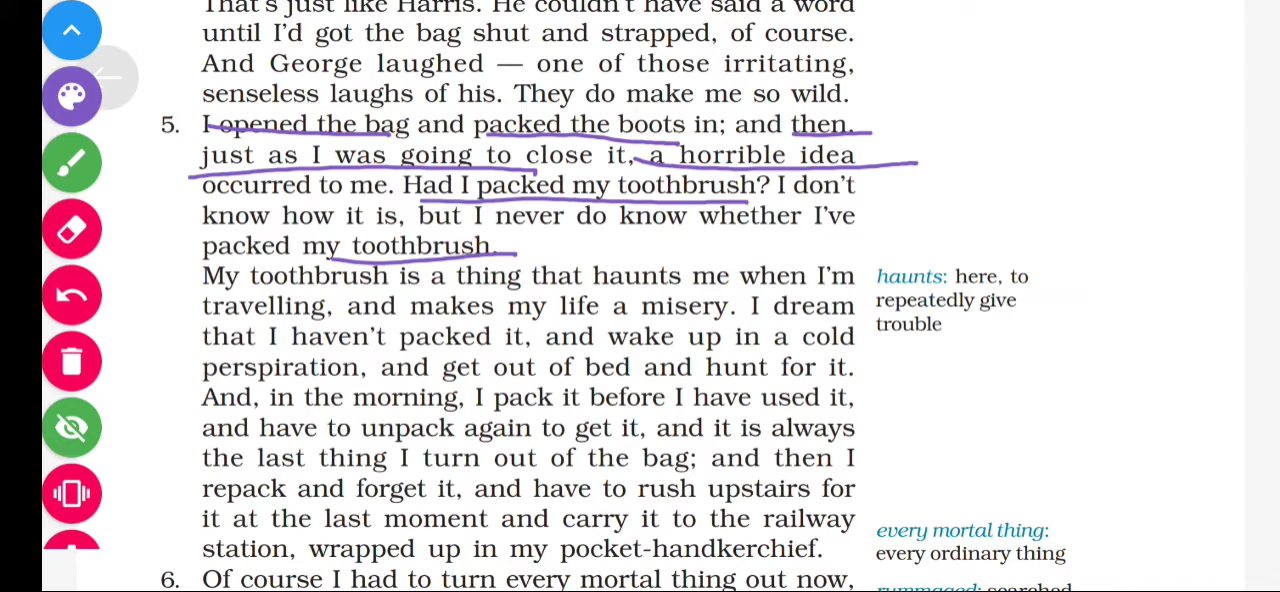 That's just like Harris. He couldn't have said a word
until I'd got the bag shut and strapped, of course.
And George laughed — one of those irritating,
senseless laughs of his. They do make me so wild.
5. I opened the bag and packed the boots in; and then,
just as I was going to close it, a horrible idea
occurred to me. Had I packed my toothbrush? I don't
know how it is, but I never do know whether I've
packed my toothbrush.
My toothbrush is a thing that haunts me when I'm
travelling, and makes my life a misery. I dream
that I haven't packed it, and wake up in a cold
perspiration, and get out of bed and hunt for it.
And, in the morning, I pack it before I have used it,
and have to unpack again to get it, and it is always
the last thing I turn out of the bag; and then I
repack and forget it, and have to rush upstairs for
it at the last moment and carry it to the railway
station, wrapped up in my pocket-handkerchief.
6. Of course I had to turn every mortal thing out now,
haunts: here, to
repeatedly give
trouble
every mortal thing:
every ordinary thing
rummaged: searched